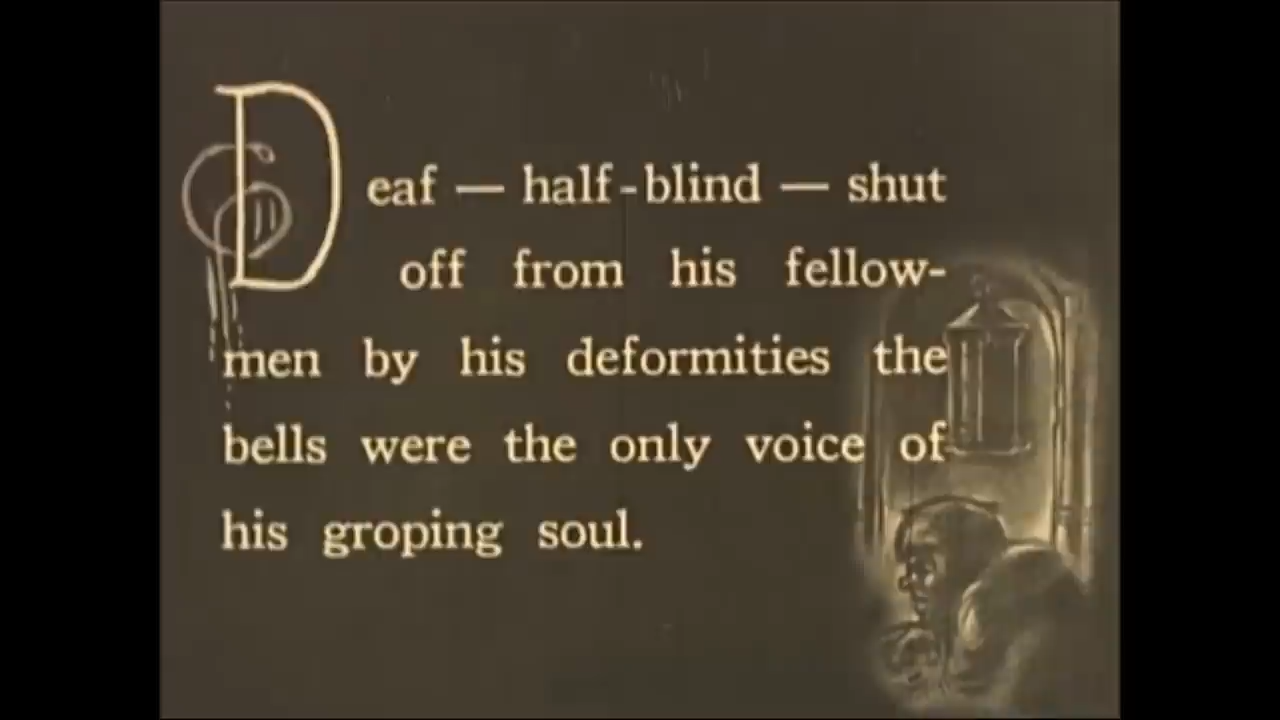 Deaf — half-blind — shut
off from his fellow-
men by his deformities the
bells were the only voice of
his groping soul.